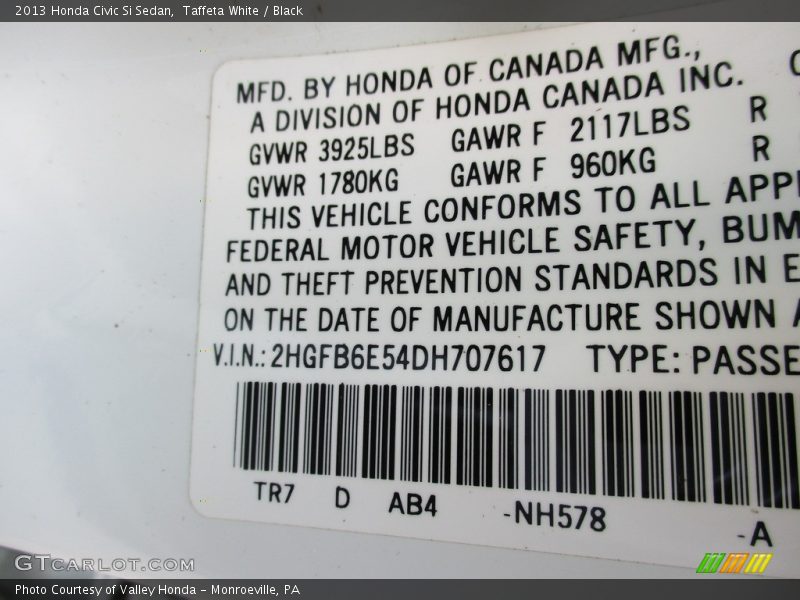 2013 Honda Civic Si Sedan, Taffeta White / Black
MFD. BY HONDA OF CANADA MFG.,
A DIVISION OF HONDA CANADA INC.
GVWR 3925LBS GAWR F 2117LBS R
GVWR 1780KG GAWR F 960KG R
THIS VEHICLE CONFORMS TO ALL APPL
FEDERAL MOTOR VEHICLE SAFETY, BUM
AND THEFT PREVENTION STANDARDS IN E
ON THE DATE OF MANUFACTURE SHOWN A
V.I.N.: 2HGFB6E54DH707617 TYPE: PASSE
TR7 D AB4 -NH578 -A
GTCARLOT.COM
Photo Courtesy of Valley Honda - Monroeville, PA